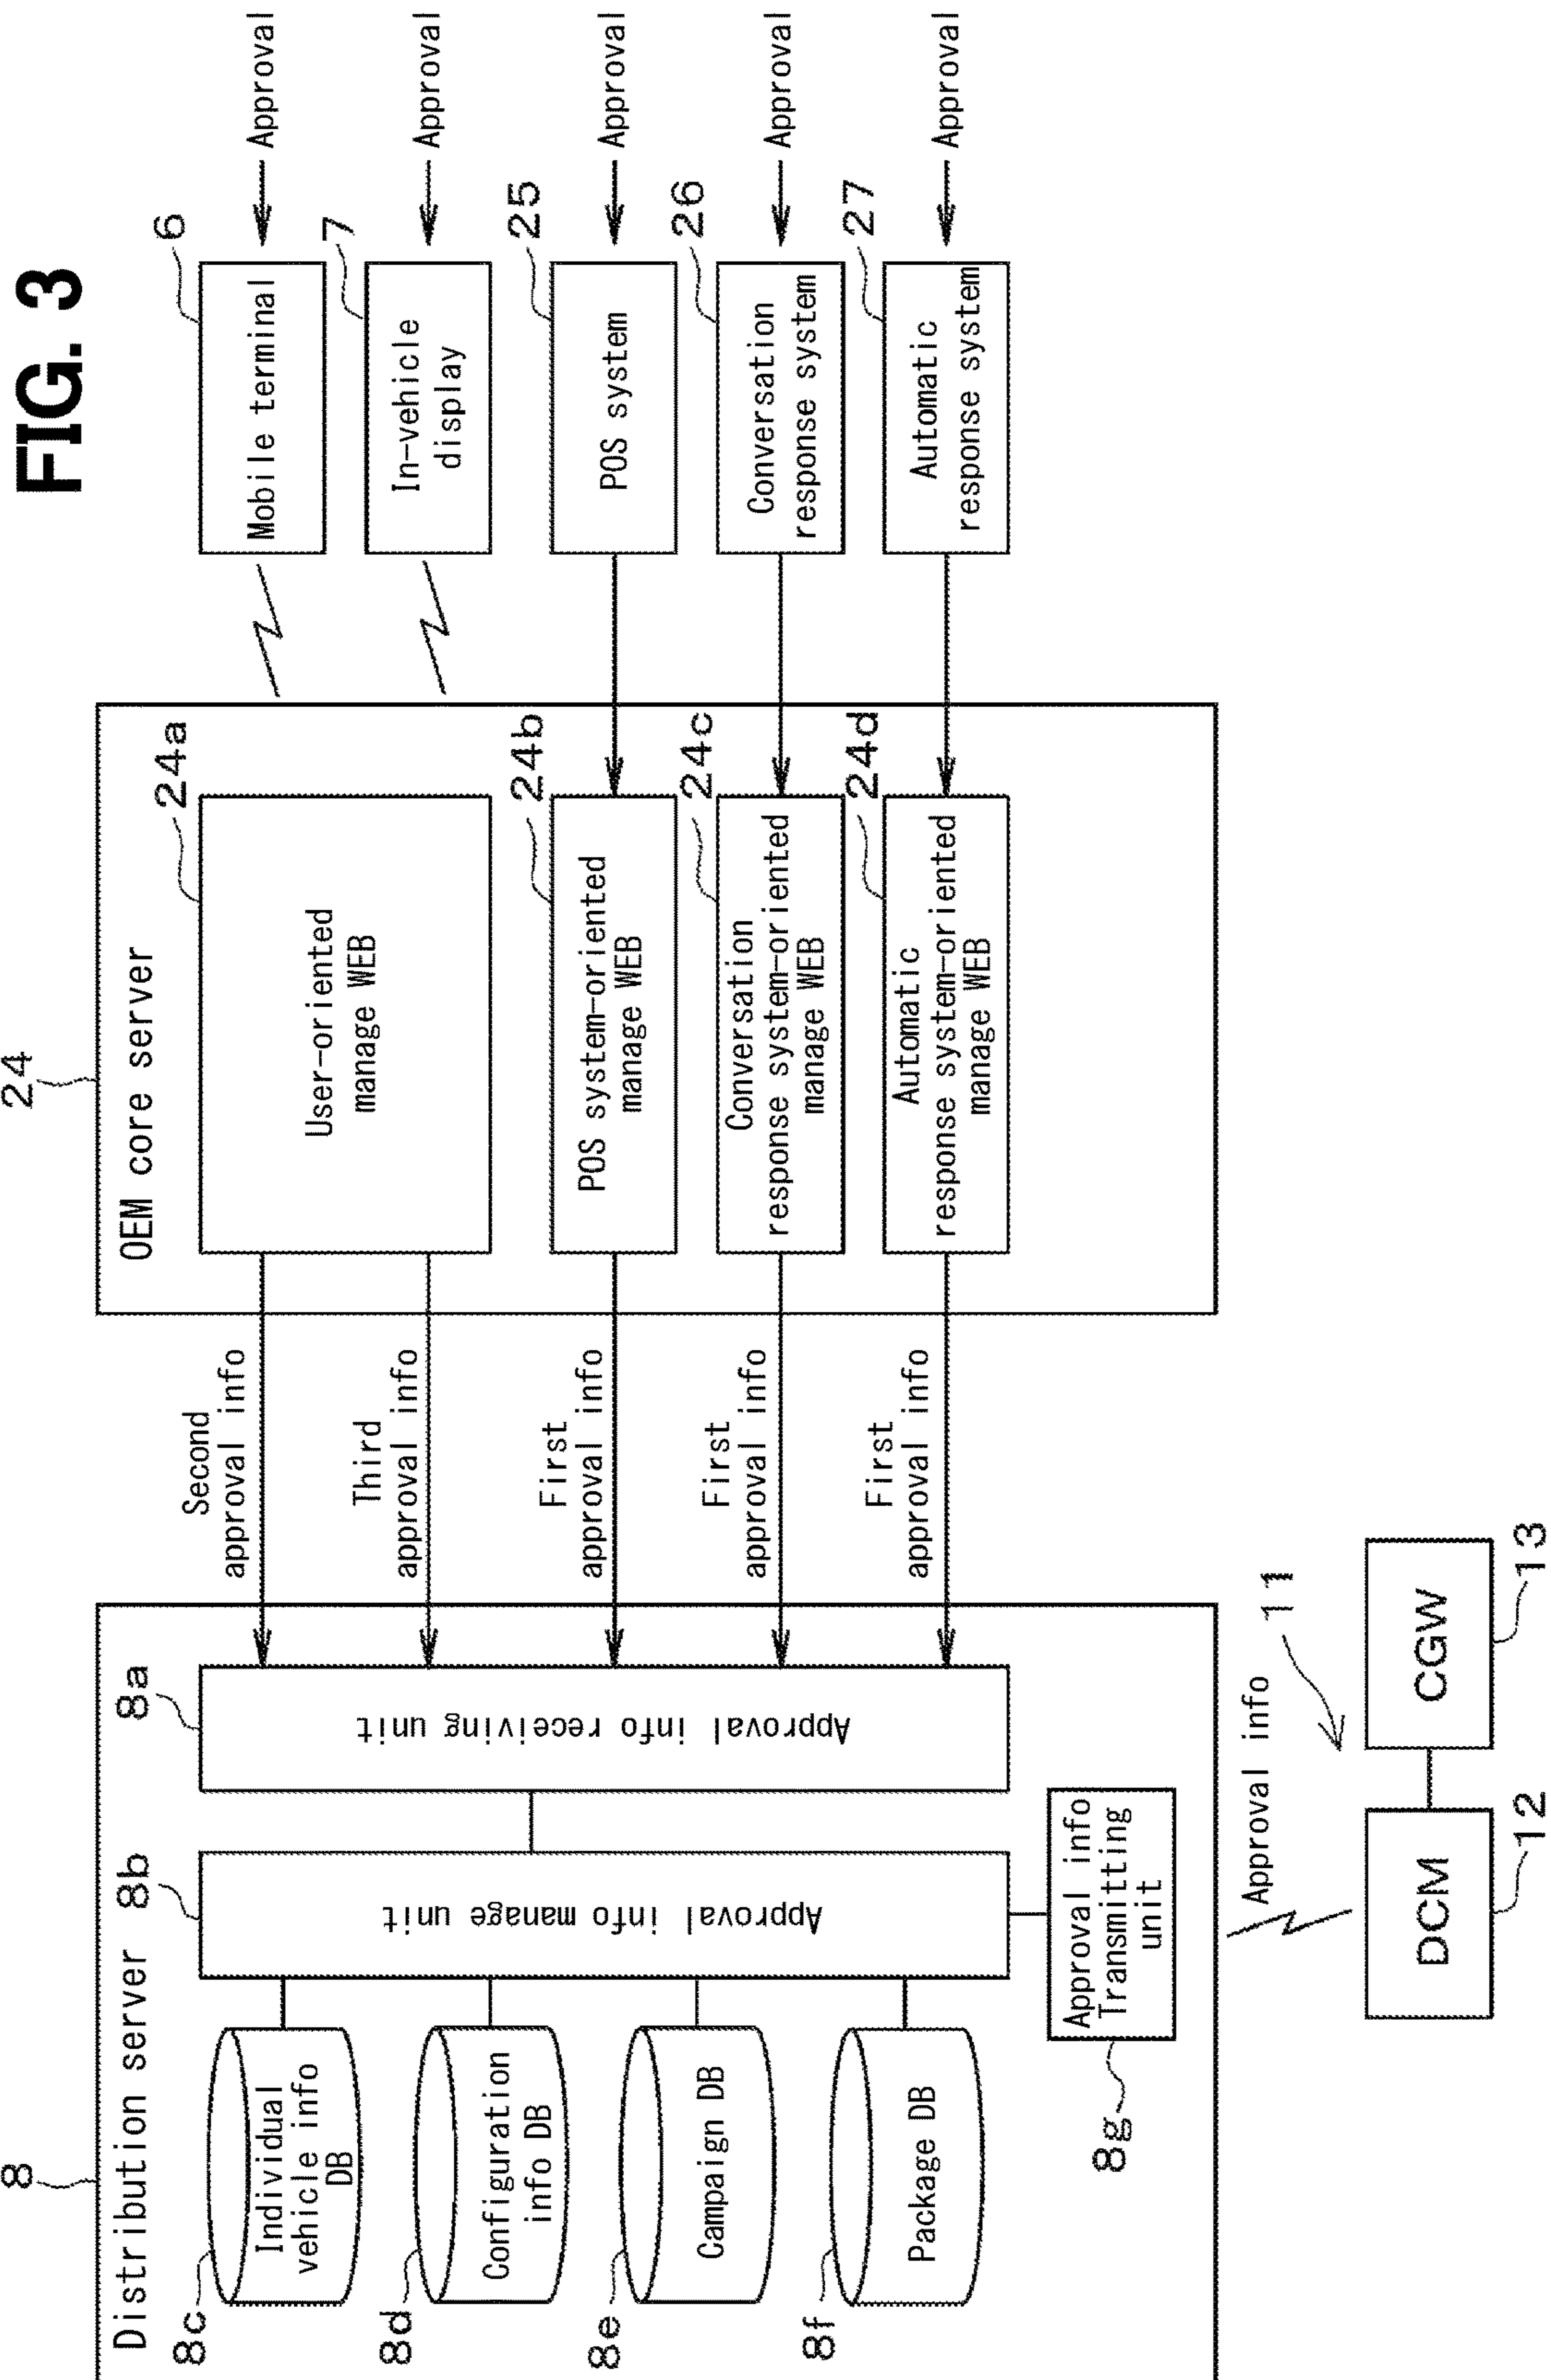 FIG. 3
8
Distribution server
8c
Individual
vehicle info
DB
8d
Configuration
info DB
8e
Campaign DB
8f
Package DB
8b
Approval info manage unit
8a
Approval info receiving unit
8g
Approval info
Transmitting
unit
Second
approval info
Third
approval info
First
approval info
First
approval info
First
approval info
24
OEM core server
24a
User-oriented
manage WEB
24b
POS system-oriented
manage WEB
24c
Conversation
response system-oriented
manage WEB
24d
Automatic
response system-oriented
manage WEB
6
Mobile terminal
Approval
7
In-vehicle
display
Approval
25
POS system
Approval
26
Conversation
response system
Approval
27
Automatic
response system
Approval
Approval info
11
DCM
12
CGW
13